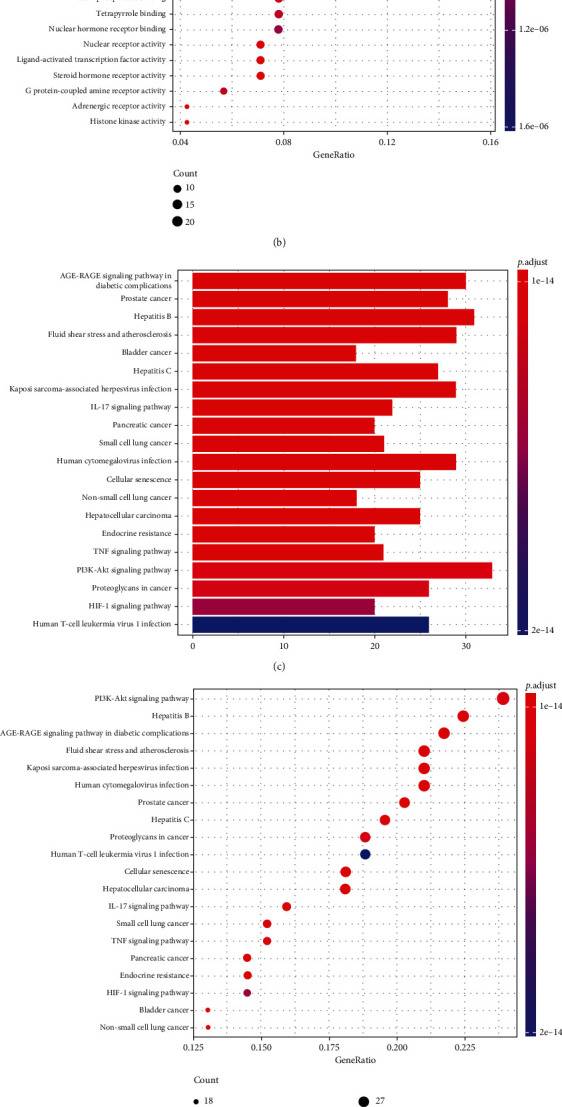 Tetrapyrrole binding
Nuclear hormone receptor binding
Nuclear receptor activity
Ligand-activated transcription factor activity
Steroid hormone receptor activity
G protein-coupled amine receptor activity
Adrenergic receptor activity
Histone kinase activity
1.2e−06
1.6e−06
0.04 0.08 0.12 0.16
GeneRatio
Count
10
15
20
(b)
p.adjust
1e−14
2e−14
AGE-RAGE signaling pathway in
diabetic complications
Prostate cancer
Hepatitis B
Fluid shear stress and atherosclerosis
Bladder cancer
Hepatitis C
Kaposi sarcoma-associated herpesvirus infection
IL-17 signaling pathway
Pancreatic cancer
Small cell lung cancer
Human cytomegalovirus infection
Cellular senescence
Non-small cell lung cancer
Hepatocellular carcinoma
Endocrine resistance
TNF signaling pathway
PI3K-Akt signaling pathway
Proteoglycans in cancer
HIF-1 signaling pathway
Human T-cell leukermia virus 1 infection
0 10 20 30
(c)
p.adjust
1e−14
2e−14
PI3K-Akt signaling pathway
Hepatitis B
AGE-RAGE signaling pathway in diabetic complications
Fluid shear stress and atherosclerosis
Kaposi sarcoma-associated herpesvirus infection
Human cytomegalovirus infection
Prostate cancer
Hepatitis C
Proteoglycans in cancer
Human T-cell leukermia virus 1 infection
Cellular senescence
Hepatocellular carcinoma
IL-17 signaling pathway
Small cell lung cancer
TNF signaling pathway
Pancreatic cancer
Endocrine resistance
HIF-1 signaling pathway
Bladder cancer
Non-small cell lung cancer
0.125 0.150 0.175 0.200 0.225
GeneRatio
Count
18 27